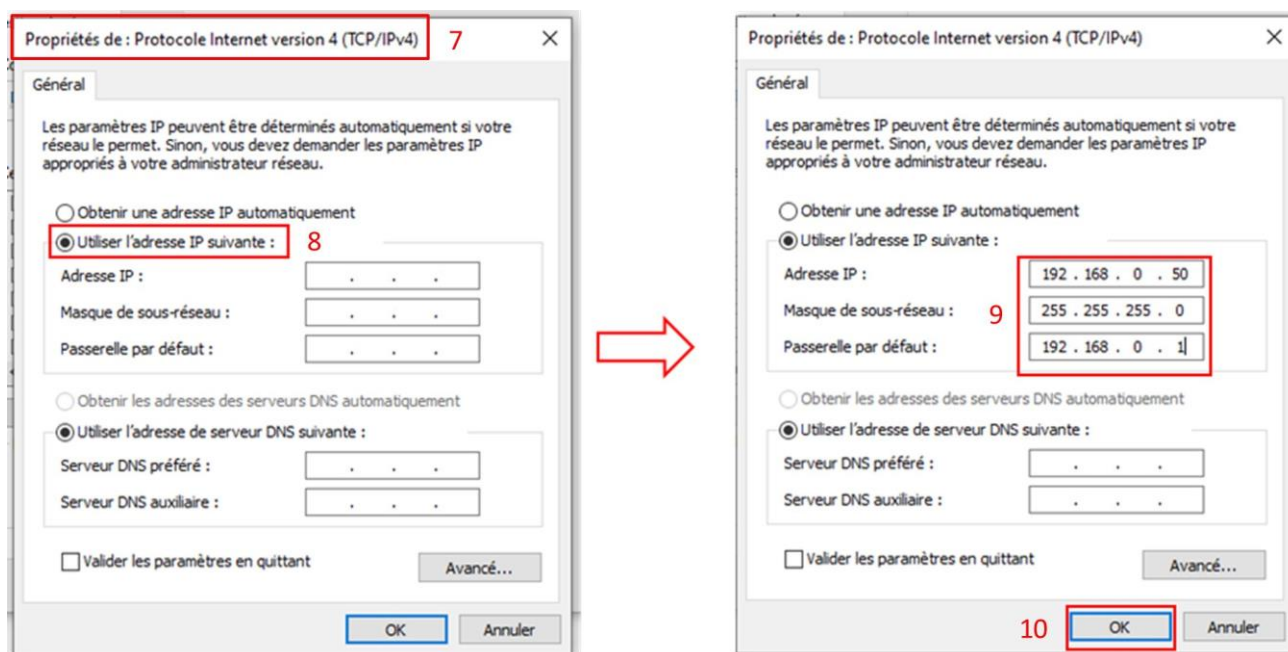 Propriétés de : Protocole Internet version 4 (TCP/IPv4)
7
Général
Les paramètres IP peuvent être déterminés automatiquement si votre
réseau le permet. Sinon, vous devez demander les paramètres IP
appropriés à votre administrateur réseau.
Obtenir une adresse IP automatiquement
Utiliser l'adresse IP suivante :
8
Adresse IP :
Masque de sous-réseau :
Passerelle par défaut :
Obtenir les adresses des serveurs DNS automatiquement
Utiliser l'adresse de serveur DNS suivante :
Serveur DNS préféré :
Serveur DNS auxiliaire :
Valider les paramètres en quittant
Avancé...
OK
Annuler
Propriétés de : Protocole Internet version 4 (TCP/IPv4)
Général
Les paramètres IP peuvent être déterminés automatiquement si votre
réseau le permet. Sinon, vous devez demander les paramètres IP
appropriés à votre administrateur réseau.
Obtenir une adresse IP automatiquement
Utiliser l'adresse IP suivante :
Adresse IP : 192 . 168 . 0 . 50
Masque de sous-réseau : 9 255 . 255 . 255 . 0
Passerelle par défaut : 192 . 168 . 0 . 1
Obtenir les adresses des serveurs DNS automatiquement
Utiliser l'adresse de serveur DNS suivante :
Serveur DNS préféré :
Serveur DNS auxiliaire :
Valider les paramètres en quittant
Avancé...
10
OK
Annuler